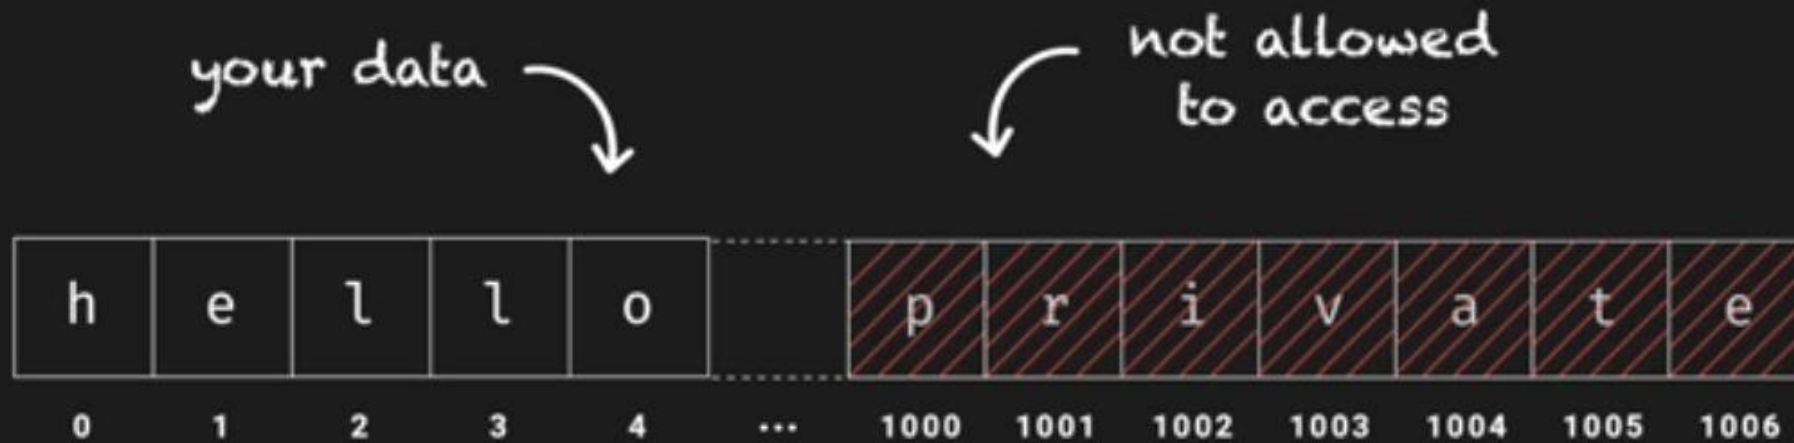 your data
not allowed
to access
h e l l o p r i v a t e
0 1 2 3 4 ... 1000 1001 1002 1003 1004 1005 1006